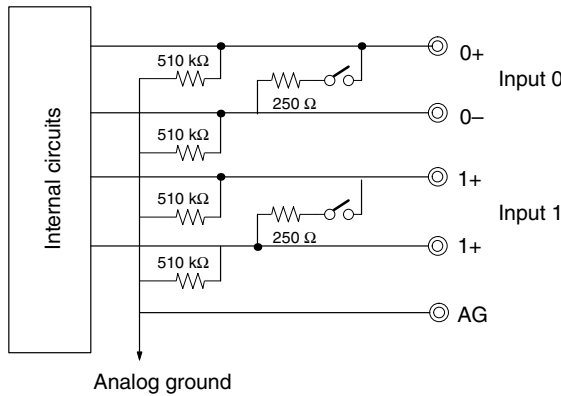 Internal circuits
510 kΩ
0+
Input 0
250 Ω
0–
510 kΩ
1+
510 kΩ
Input 1
250 Ω
1+
510 kΩ
AG
Analog ground